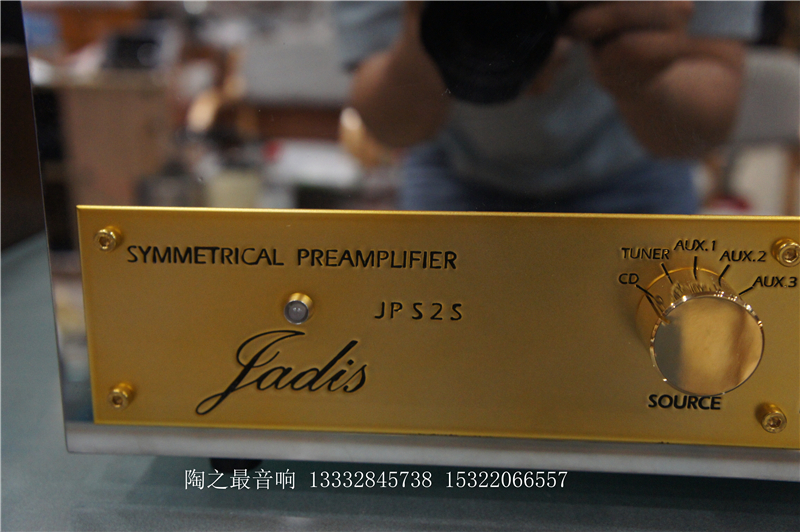 SYMMETRICAL PREAMPLIFIER
JPS2S
Jadis
CD
TUNER
AUX.1
AUX.2
AUX 3
SOURCE
陶之最音响 13332845738 15322066557